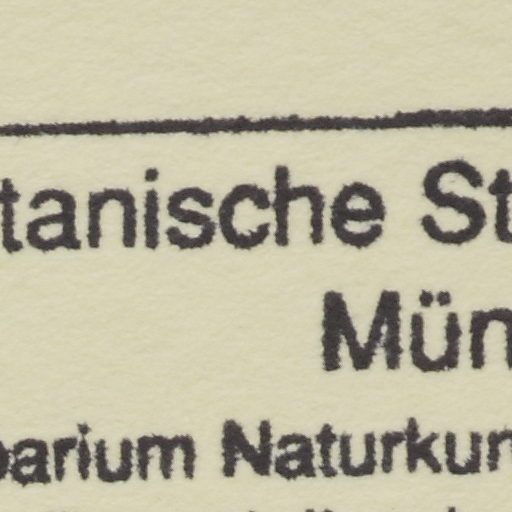 tanische St
Mün
barium Naturkun